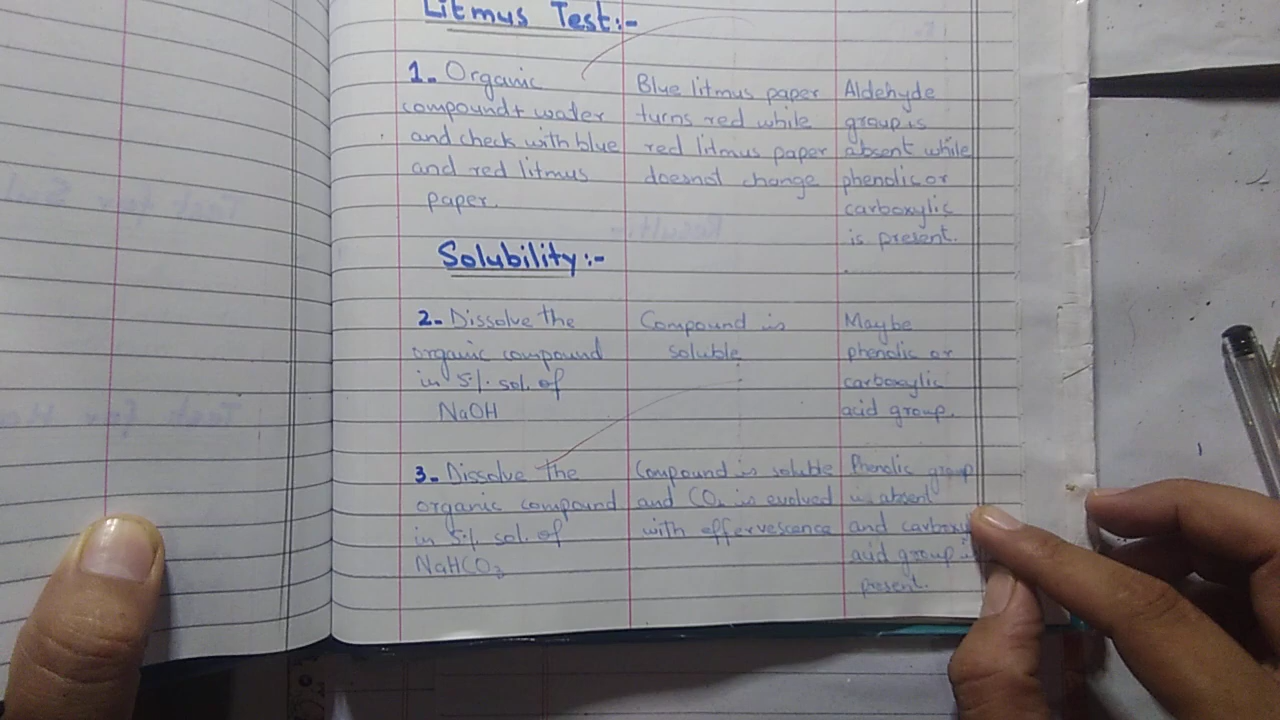 Litmus Test:-
1. Organic
compound + water
and check with blue
and red litmus
paper.
Blue litmus paper
turns red while
red litmus paper
doesnot change
Aldehyde
group is
absent while
phenolic or
carboxylic
is present.
Solubility:-
2. Dissolve the
organic compound
in 5% sol. of
NaOH
Compound is
soluble
Maybe
phenolic or
carboxylic
acid group.
3. Dissolve the
organic compound
in 5% sol. of
NaHCO3
Compound is soluble
and CO2 is evolved
with effervescence
Phenolic group
is absent
and carboxy
acid group is
present.